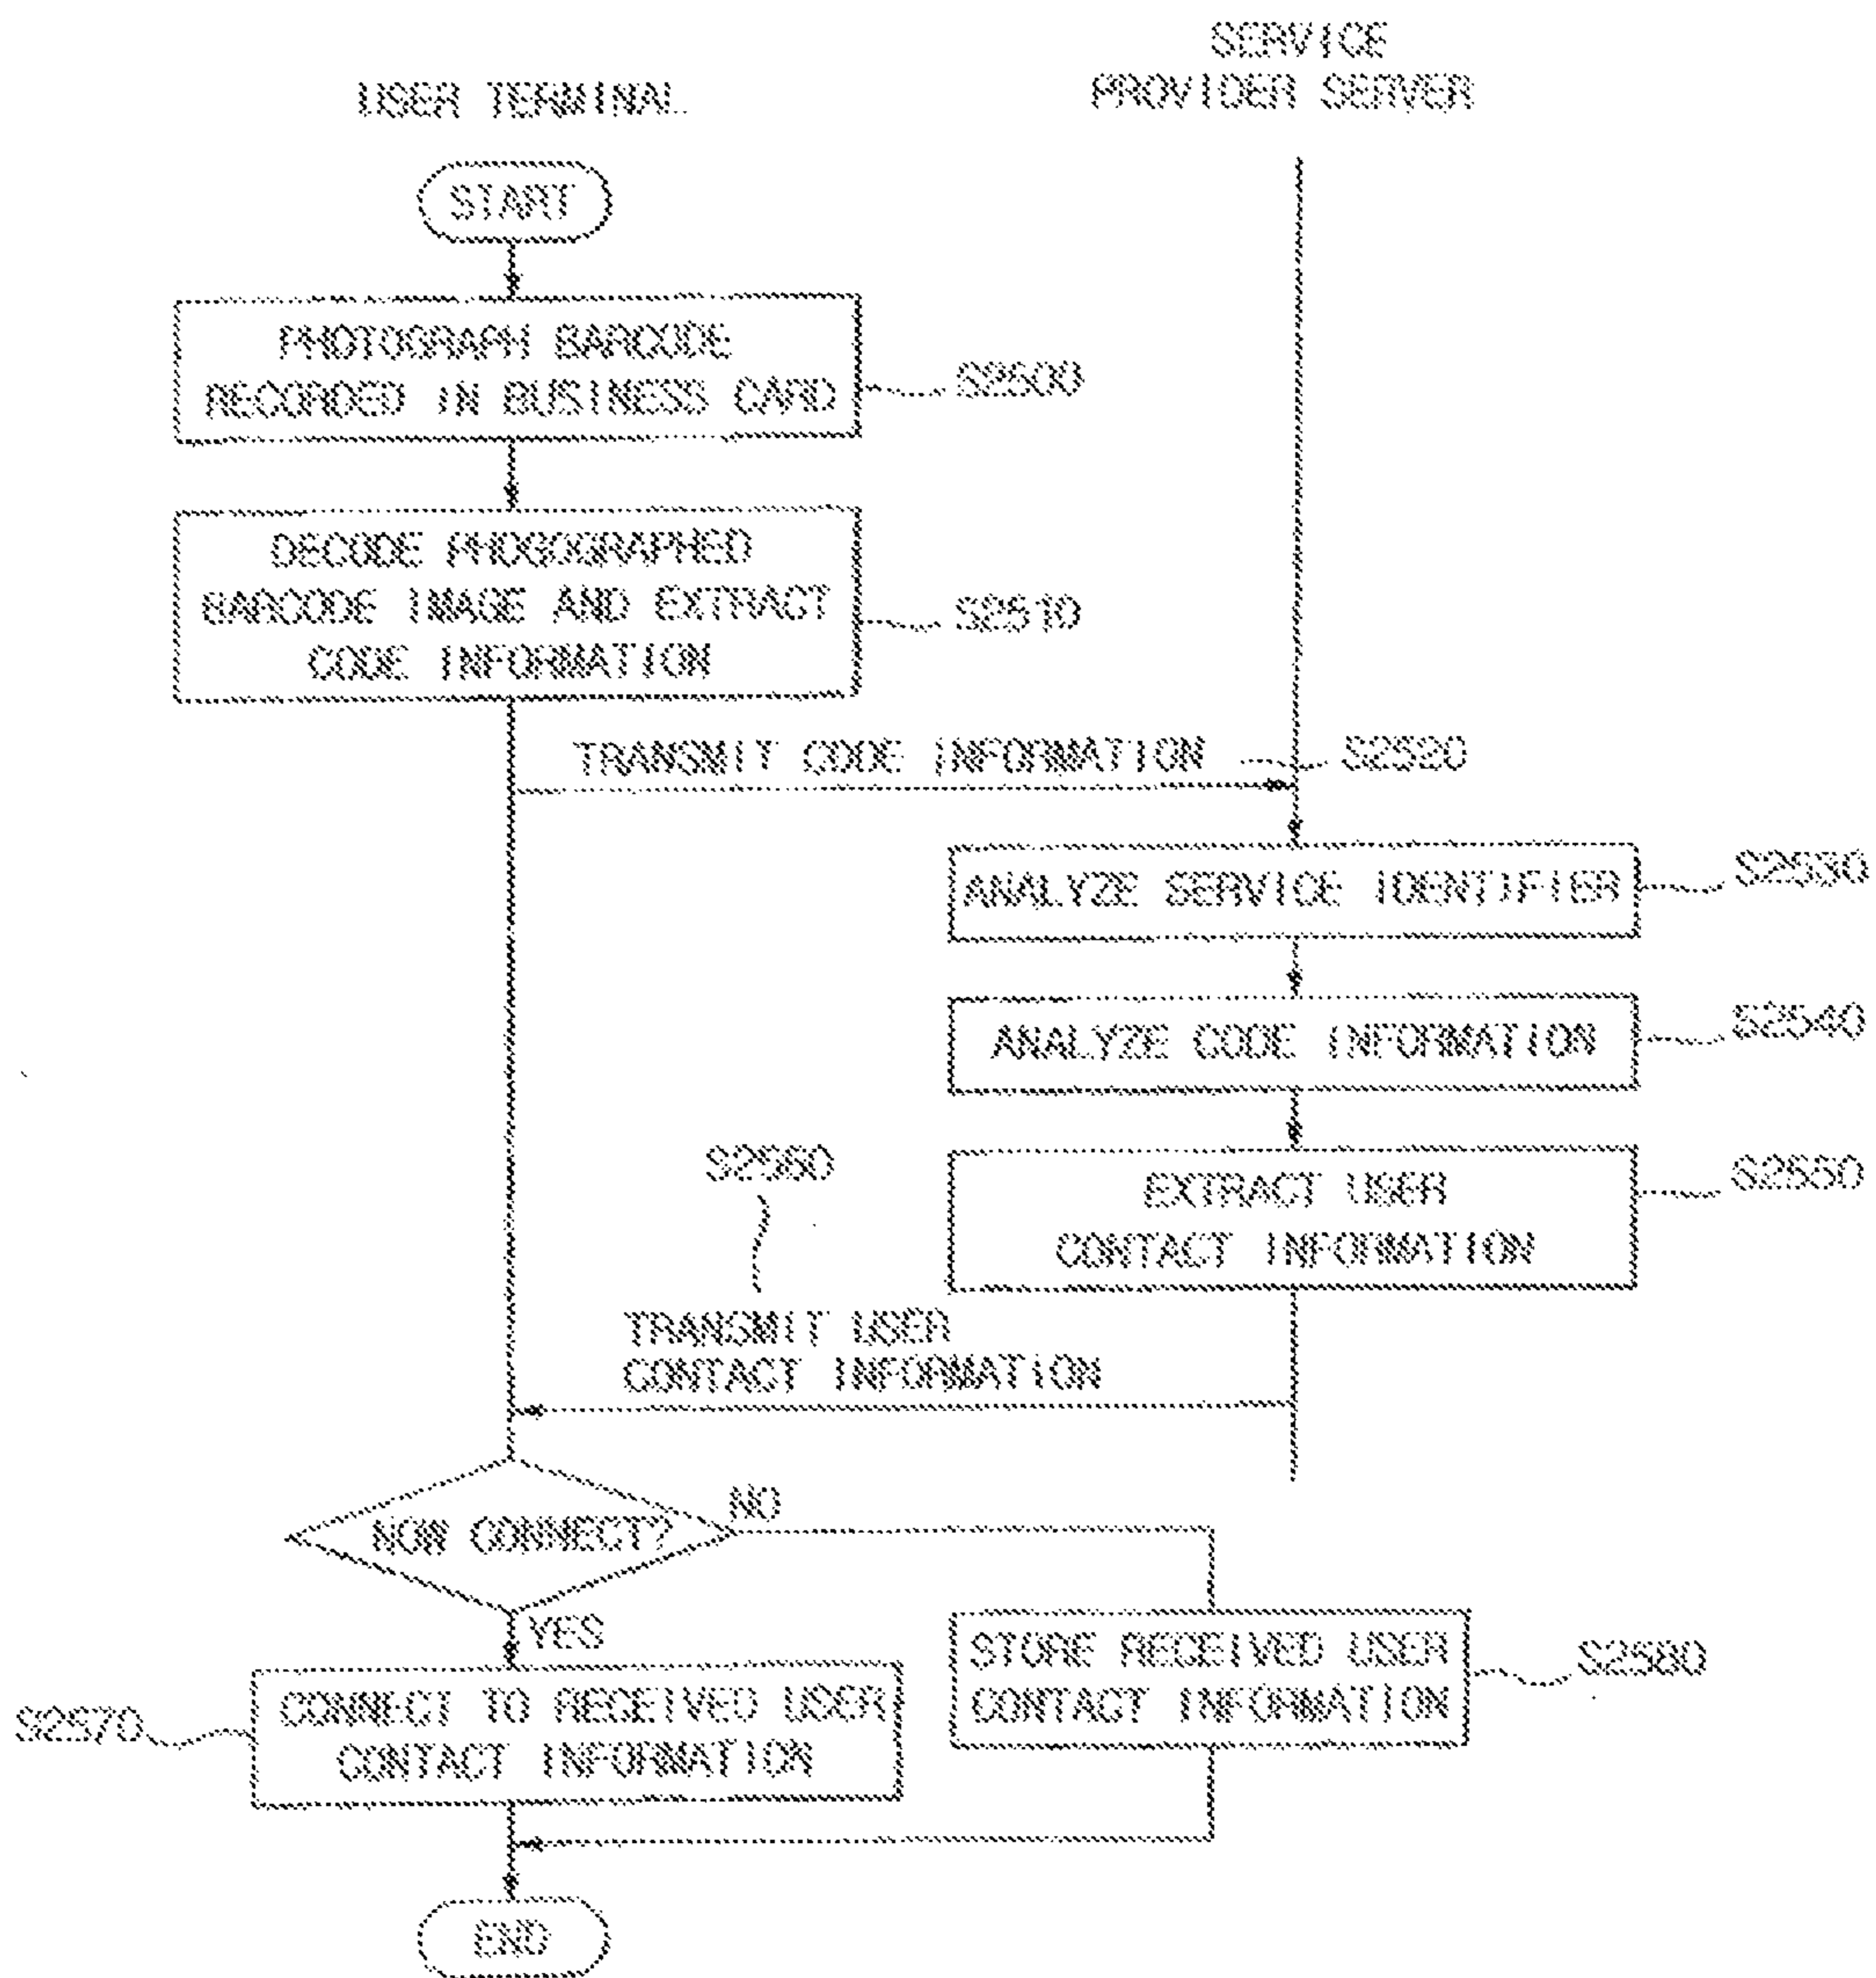 SERVICE
PROVIDER SERVER
USER TERMINAL
START
PHOTOGRAPH BARCODE
RECORDED IN BUSINESS CARD
S2500
DECODE PHOGOGRAPHED
BARCODE IMAGE AND EXTRACT
CODE INFORMATION
S2510
TRANSMIT CODE INFORMATION
S2520
ANALYZE SERVICE IDENTIFIER
S2530
ANALYZE CODE INFORMATION
S2540
EXTRACT USER
CONTACT INFORMATION
S2550
S2560
TRANSMIT USER
CONTACT INFORMATION
NOW CONNECT?
NO
YES
STORE RECEIVED USER
CONTACT INFORMATION
S2580
S2570
CONNECT TO RECEIVED USER
CONTACT INFORMATION
END